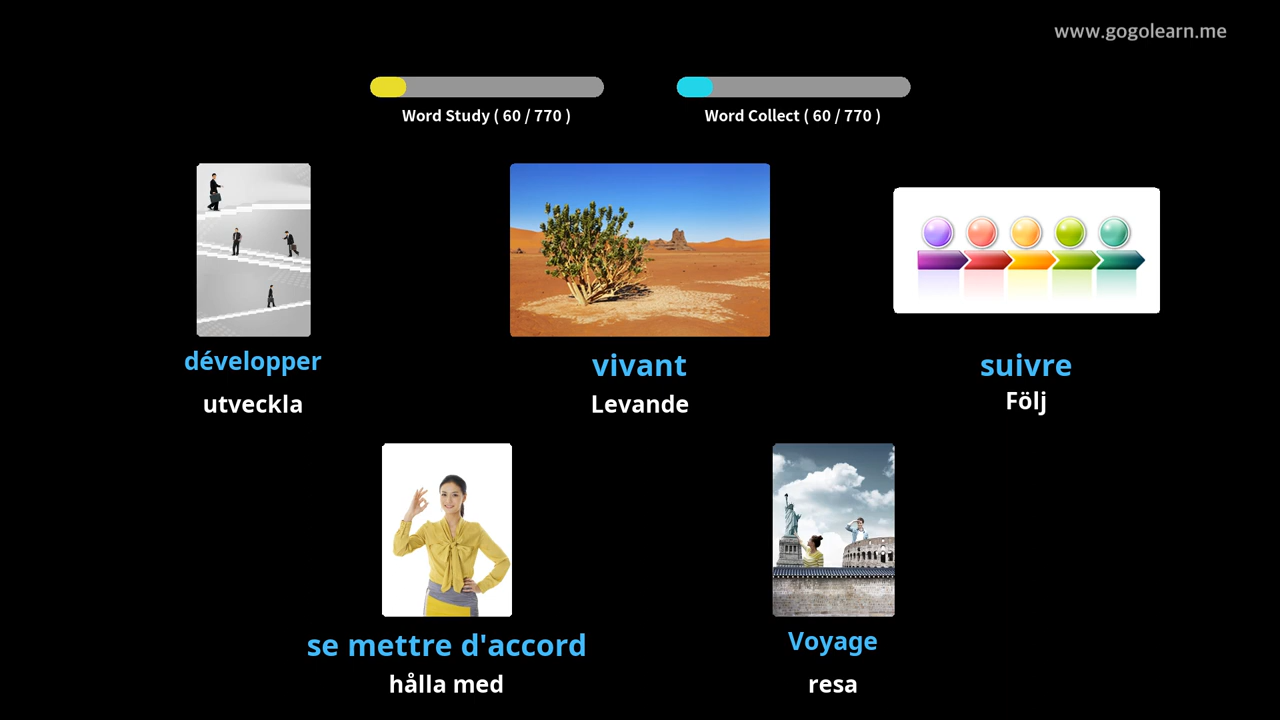 www.gogolearn.me
Word Study ( 60 / 770 )
Word Collect ( 60 / 770 )
développer
utveckla
vivant
Levande
suivre
Följ
se mettre d'accord
hålla med
Voyage
resa